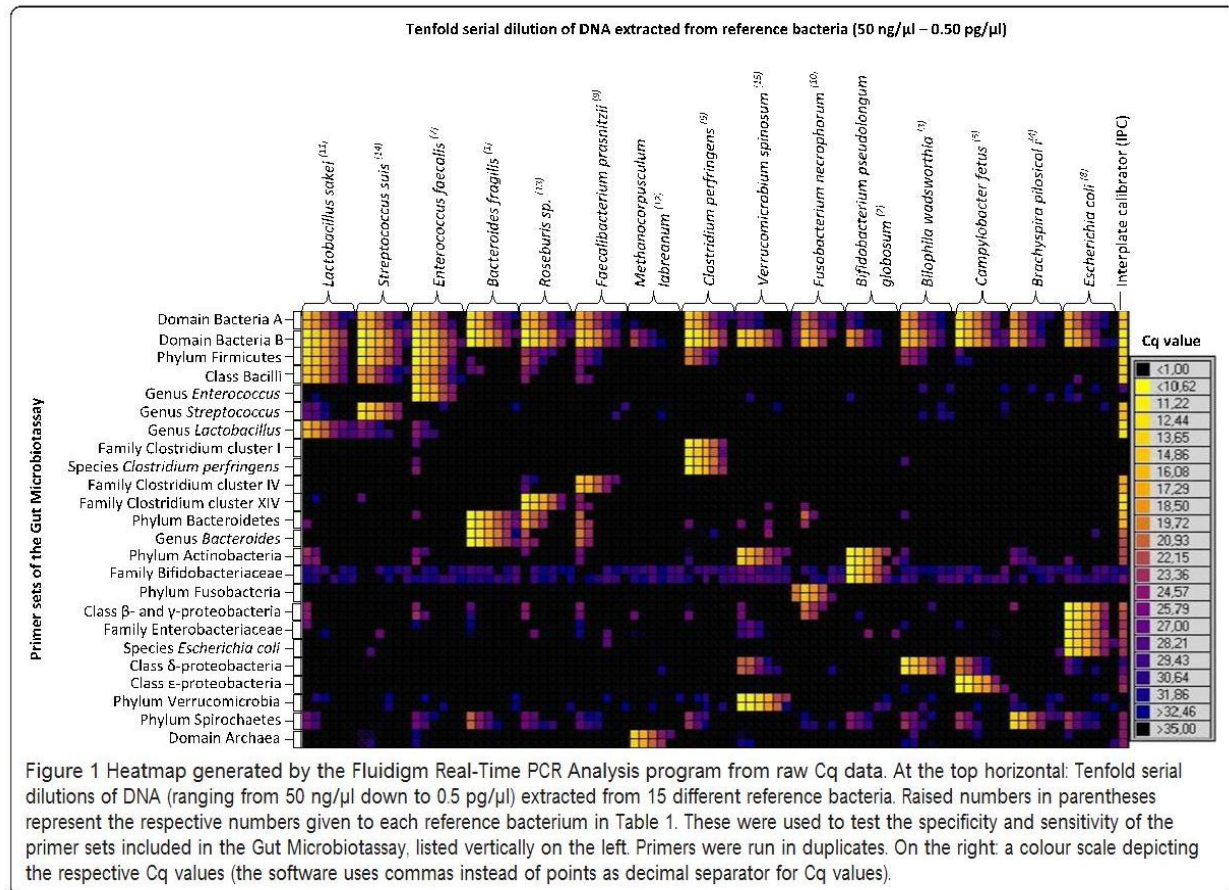 Tenfold serial dilution of DNA extracted from reference bacteria (50 ng/µl – 0.50 pg/µl)
Lactobacillus sakei (11)
Streptococcus suis (14)
Enterococcus faecalis (7)
Bacteroides fragilis (1)
Roseburis sp. (13)
Faecalibacterium prasnitzii (9)
Methanocorpusculum
labreanum (12)
Clostridium perfringens (6)
Verrucomicrobium spinosum (15)
Fusobacterium necrophorum (10)
Bifidobacterium pseudolongum
globosum (2)
Bilophila wadsworthia (3)
Campylobacter fetus (5)
Brachyspira pilosical i (4)
Escherichia coli (8)
Interplate calibrator (IPC)
Primer sets of the Gut Microbiotassay
Domain Bacteria A
Domain Bacteria B
Phylum Firmicutes
Class Bacilli
Genus Enterococcus
Genus Streptococcus
Genus Lactobacillus
Family Clostridium cluster I
Species Clostridium perfringens
Family Clostridium cluster IV
Family Clostridium cluster XIV
Phylum Bacteroidetes
Genus Bacteroides
Phylum Actinobacteria
Family Bifidobacteriaceae
Phylum Fusobacteria
Class β- and γ-proteobacteria
Family Enterobacteriaceae
Species Escherichia coli
Class δ-proteobacteria
Class ε-proteobacteria
Phylum Verrucomicrobia
Phylum Spirochaetes
Domain Archaea
Cq value
<1,00
<10,62
11,22
12,44
13,65
14,86
16,08
17,29
18,50
19,72
20,93
22,15
23,36
24,57
25,79
27,00
28,21
29,43
30,64
31,86
>32,46
>35,00
Figure 1 Heatmap generated by the Fluidigm Real-Time PCR Analysis program from raw Cq data. At the top horizontal: Tenfold serial
dilutions of DNA (ranging from 50 ng/µl down to 0.5 pg/µl) extracted from 15 different reference bacteria. Raised numbers in parentheses
represent the respective numbers given to each reference bacterium in Table 1. These were used to test the specificity and sensitivity of the
primer sets included in the Gut Microbiotassay, listed vertically on the left. Primers were run in duplicates. On the right: a colour scale depicting
the respective Cq values (the software uses commas instead of points as decimal separator for Cq values).